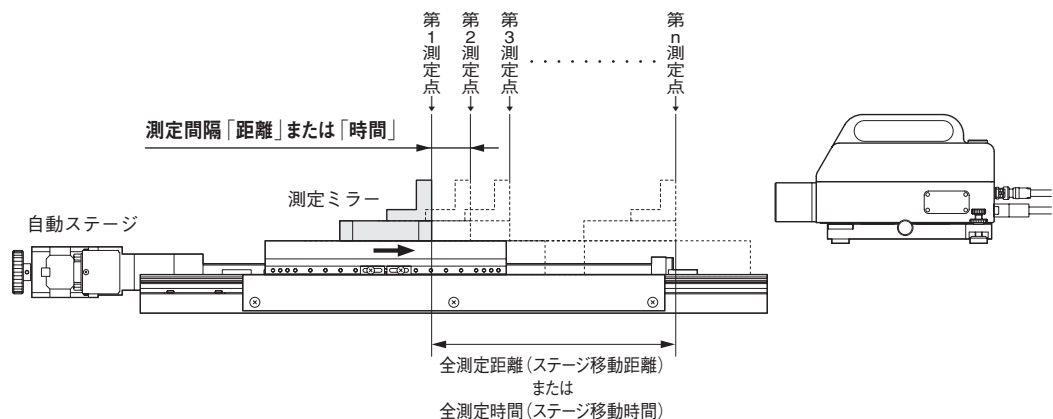 第1測定点
第2測定点
第3測定点
第n測定点
測定間隔「距離」または「時間」
測定ミラー
自動ステージ
全測定距離(ステージ移動距離)
または
全測定時間(ステージ移動時間)